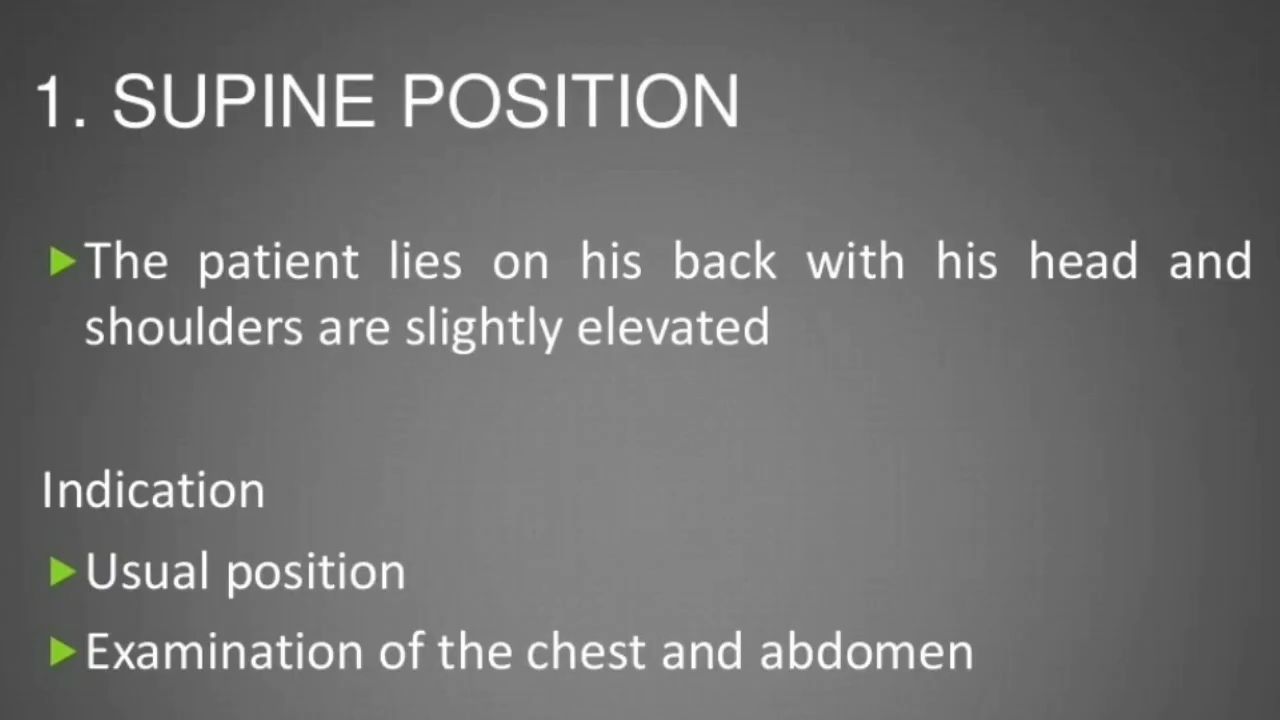 1. SUPINE POSITION
The patient lies on his back with his head and
shoulders are slightly elevated
Indication
Usual position
Examination of the chest and abdomen